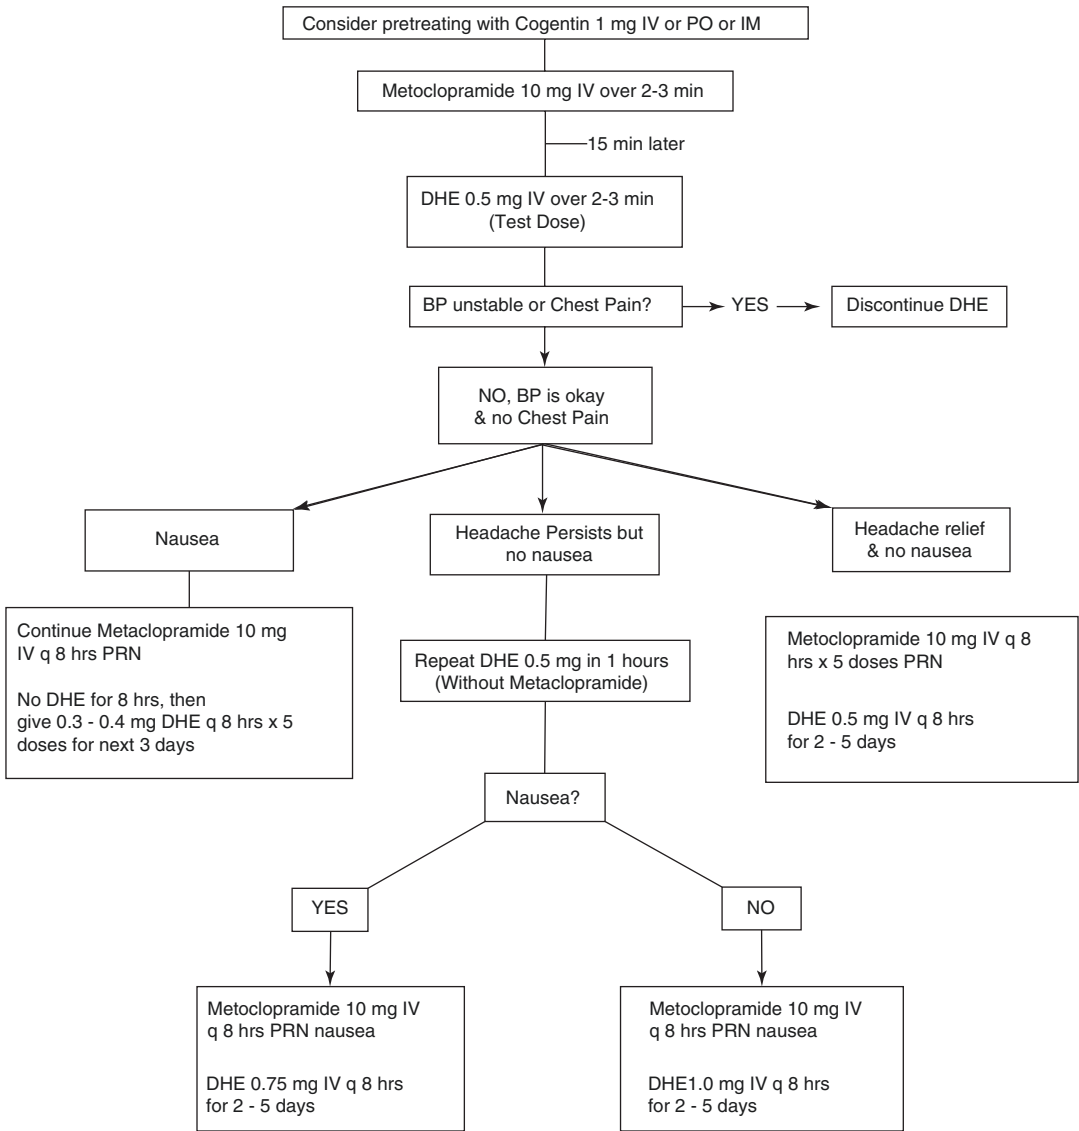 Consider pretreating with Cogentin 1 mg IV or PO or IM
Metoclopramide 10 mg IV over 2-3 min
15 min later
DHE 0.5 mg IV over 2-3 min
(Test Dose)
BP unstable or Chest Pain?
YES
Discontinue DHE
NO, BP is okay
& no Chest Pain
Nausea
Headache Persists but
no nausea
Headache relief
& no nausea
Continue Metaclopramide 10 mg
IV q 8 hrs PRN
No DHE for 8 hrs, then
give 0.3 - 0.4 mg DHE q 8 hrs x 5
doses for next 3 days
Repeat DHE 0.5 mg in 1 hours
(Without Metaclopramide)
Metoclopramide 10 mg IV q 8
hrs x 5 doses PRN
DHE 0.5 mg IV q 8 hrs
for 2 - 5 days
Nausea?
YES
NO
Metoclopramide 10 mg IV
q 8 hrs PRN nausea
DHE 0.75 mg IV q 8 hrs
for 2 - 5 days
Metoclopramide 10 mg IV
q 8 hrs PRN nausea
DHE1.0 mg IV q 8 hrs
for 2 - 5 days